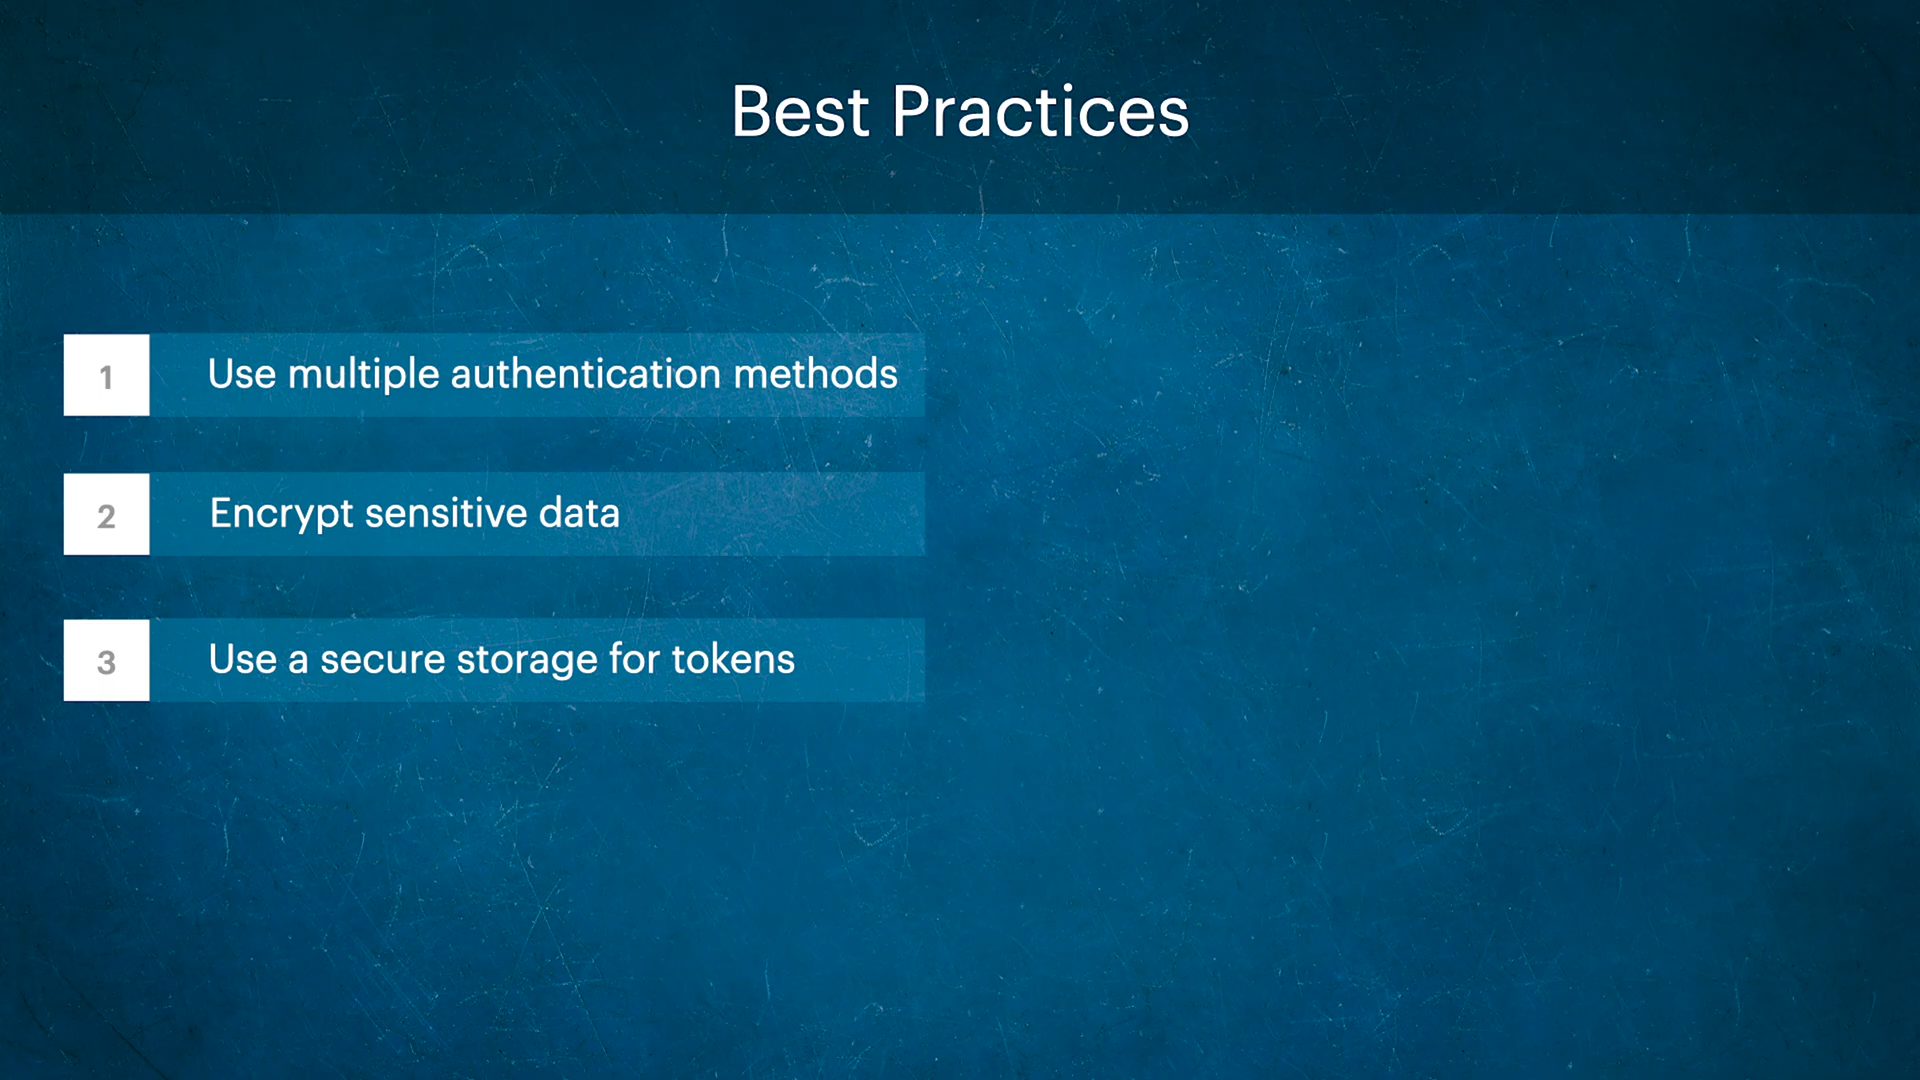 Best Practices
1 Use multiple authentication methods
2 Encrypt sensitive data
3 Use a secure storage for tokens